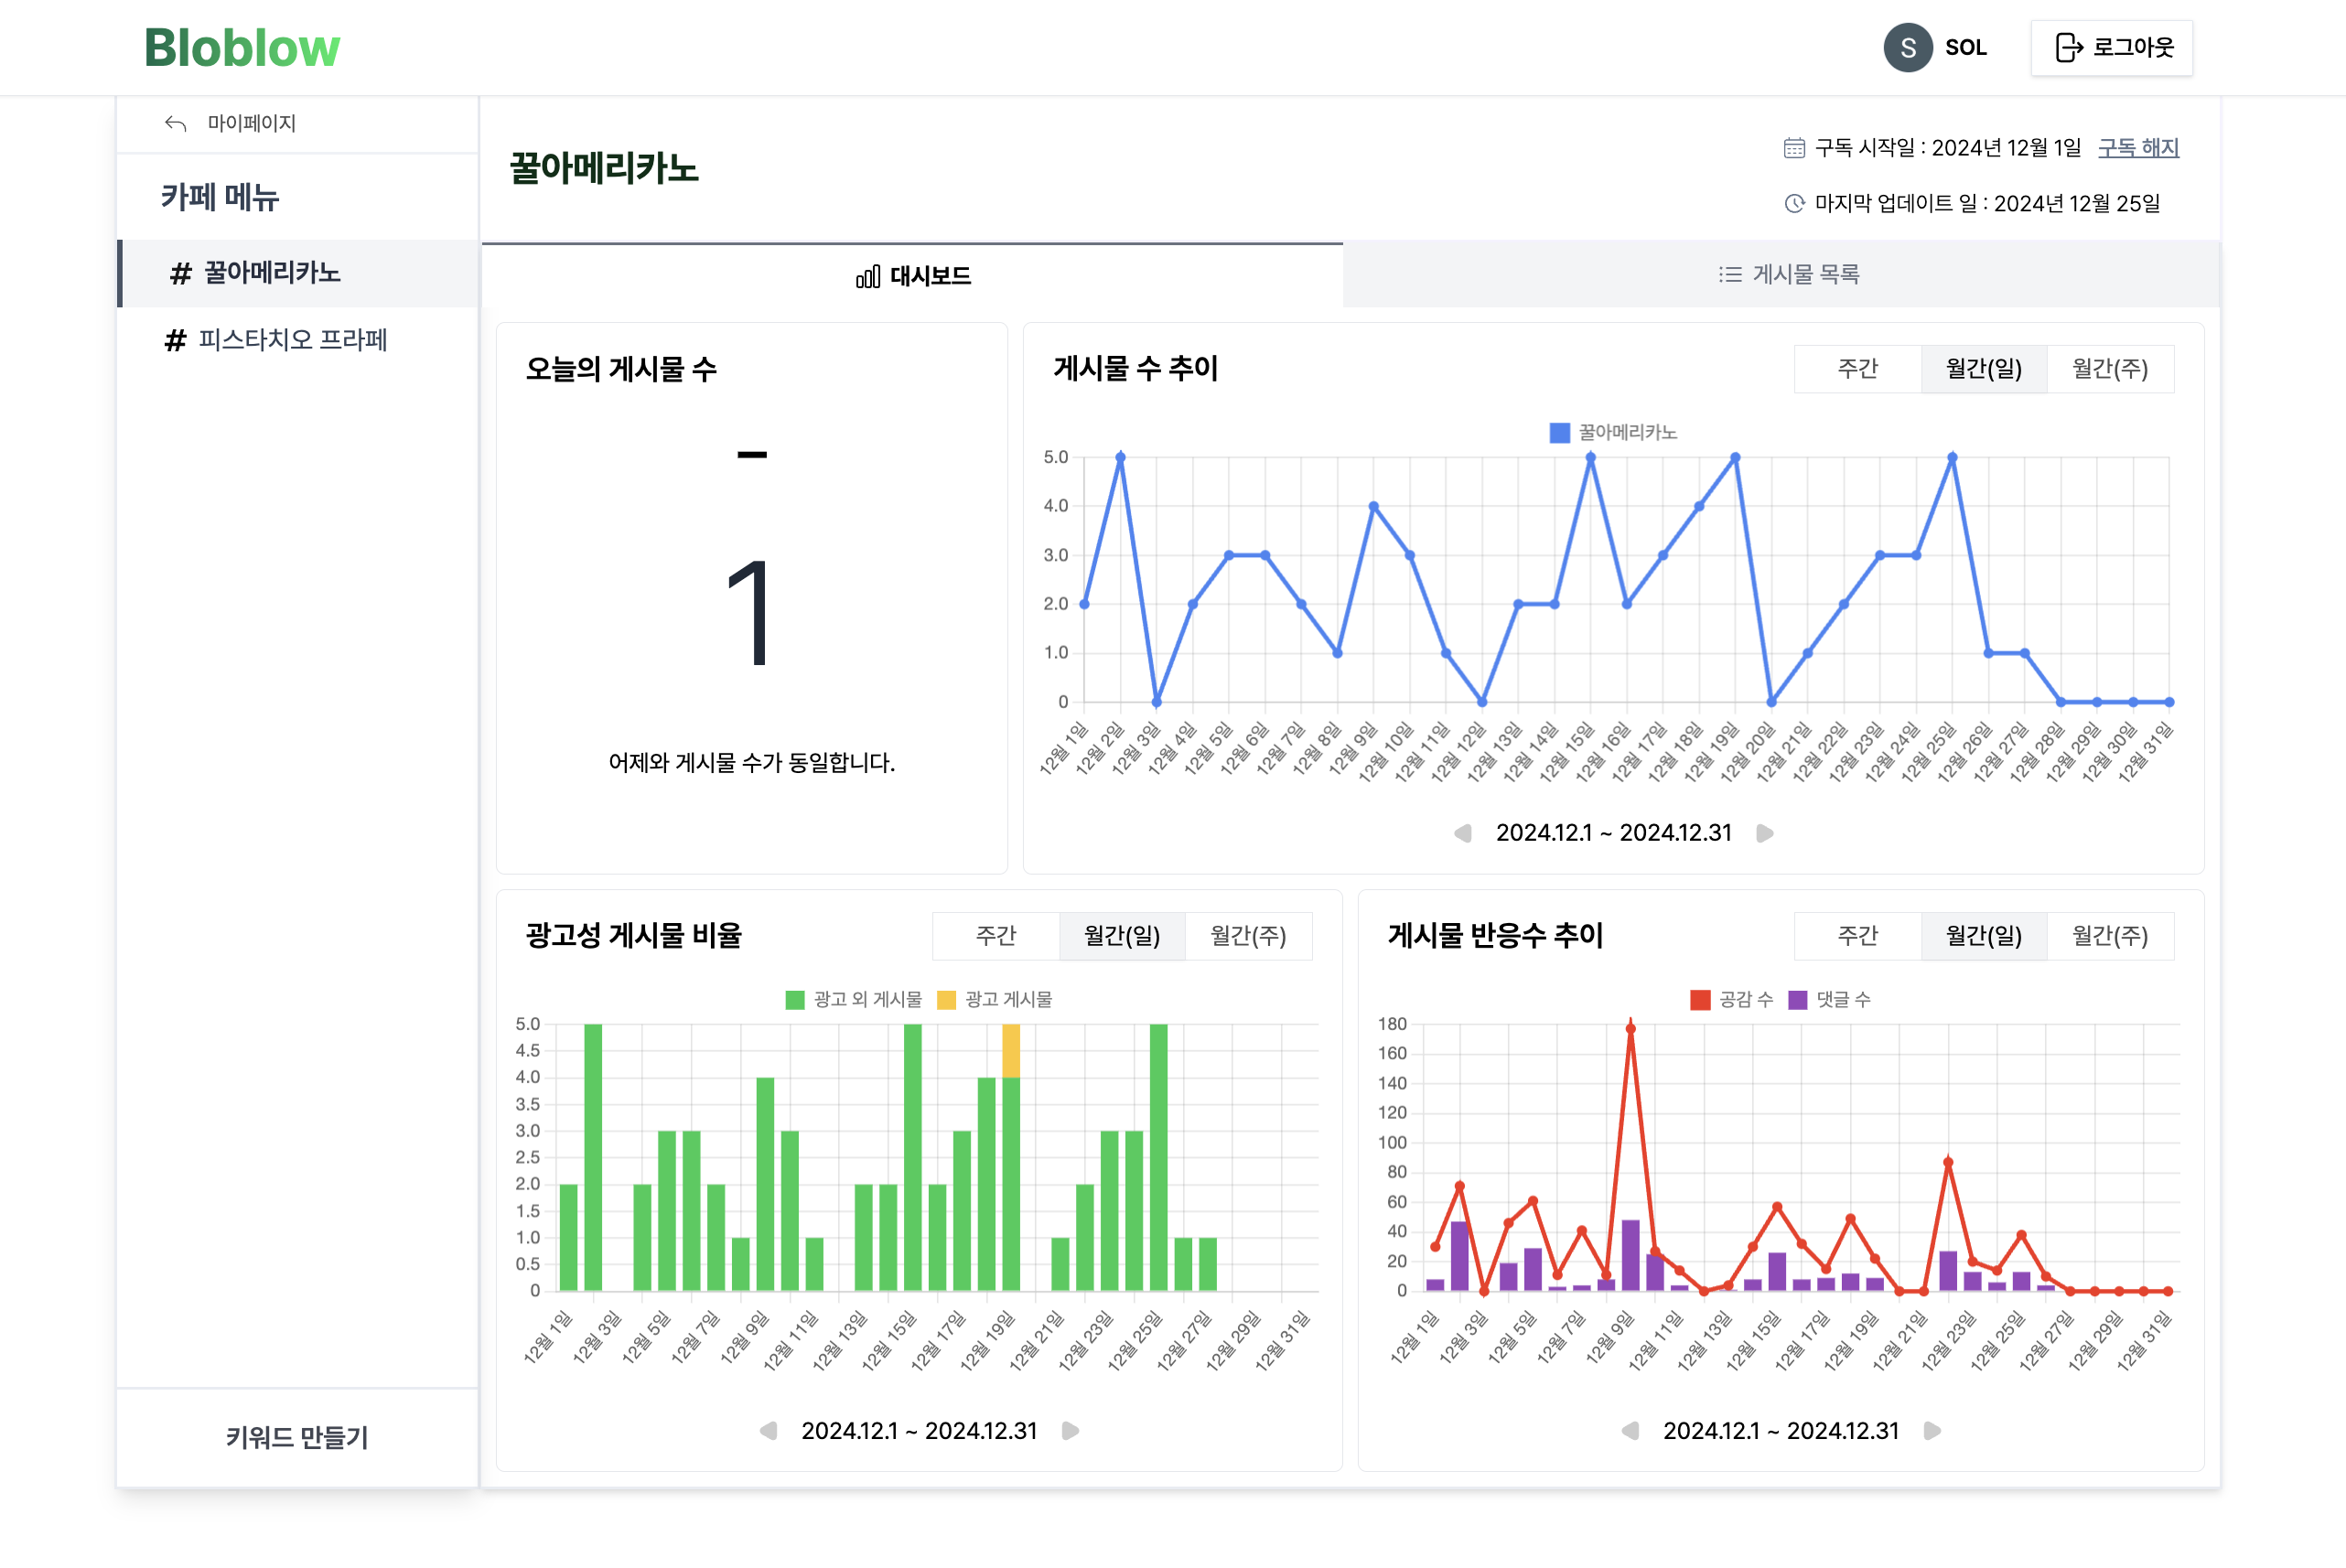 Bloblow
S SOL 로그아웃
마이페이지
카페 메뉴
# 꿀아메리카노
# 피스타치오 프라페
키워드 만들기
꿀아메리카노
구독 시작일 : 2024년 12월 1일 구독 해지
마지막 업데이트 일 : 2024년 12월 25일
대시보드
게시물 목록
오늘의 게시물 수
-
1
어제와 게시물 수가 동일합니다.
게시물 수 추이
주간 월간(일) 월간(주)
꿀아메리카노
5.0
4.0
3.0
2.0
1.0
0
12월 1일 12월 2일 12월 3일 12월 4일 12월 5일 12월 6일 12월 7일 12월 8일 12월 9일 12월 10일 12월 11일 12월 12일 12월 13일 12월 14일 12월 15일 12월 16일 12월 17일 12월 18일 12월 19일 12월 20일 12월 21일 12월 22일 12월 23일 12월 24일 12월 25일 12월 26일 12월 27일 12월 28일 12월 29일 12월 30일 12월 31일
2024.12.1 ~ 2024.12.31
광고성 게시물 비율
주간 월간(일) 월간(주)
광고 외 게시물 광고 게시물
5.0
4.5
4.0
3.5
3.0
2.5
2.0
1.5
1.0
0.5
0
12월 1일 12월 3일 12월 5일 12월 7일 12월 9일 12월 11일 12월 13일 12월 15일 12월 17일 12월 19일 12월 21일 12월 23일 12월 25일 12월 27일 12월 29일 12월 31일
2024.12.1 ~ 2024.12.31
게시물 반응수 추이
주간 월간(일) 월간(주)
공감 수 댓글 수
180
160
140
120
100
80
60
40
20
0
12월 1일 12월 3일 12월 5일 12월 7일 12월 9일 12월 11일 12월 13일 12월 15일 12월 17일 12월 19일 12월 21일 12월 23일 12월 25일 12월 27일 12월 29일 12월 31일
2024.12.1 ~ 2024.12.31